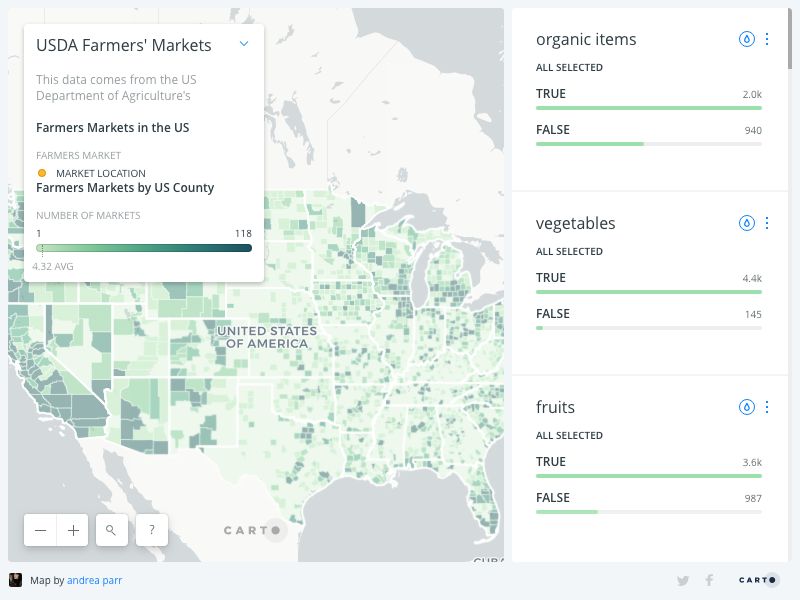 USDA Farmers' Markets
This data comes from the US
Department of Agriculture's
Farmers Markets in the US
FARMERS MARKET
MARKET LOCATION
Farmers Markets by US County
NUMBER OF MARKETS
1 118
4.32 AVG
UNITED STATES
OF AMERICA
CARTO
?
organic items
ALL SELECTED
TRUE 2.0k
FALSE 940
vegetables
ALL SELECTED
TRUE 4.4k
FALSE 145
fruits
ALL SELECTED
TRUE 3.6k
FALSE 987
Map by andrea parr
CARTO